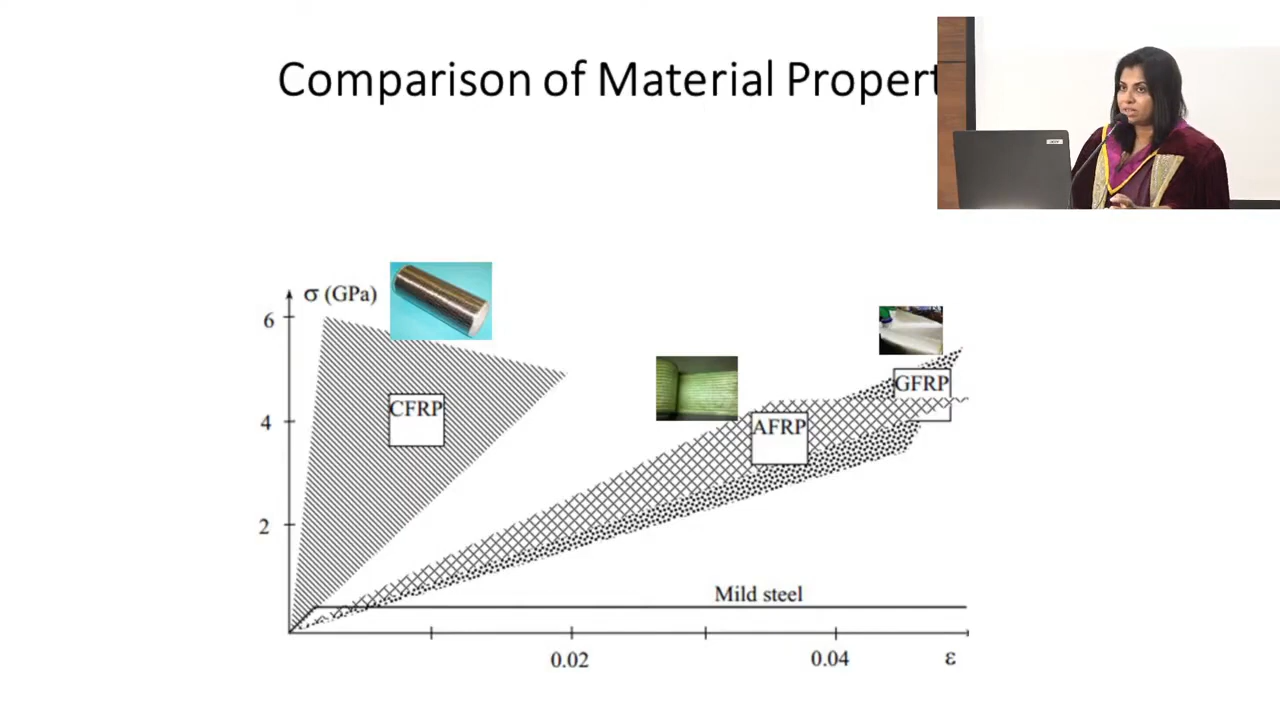 Comparison of Material Propert
σ (GPa)
6
CFRP
GFRP
4
AFRP
2
Mild steel
0.02
0.04
ε